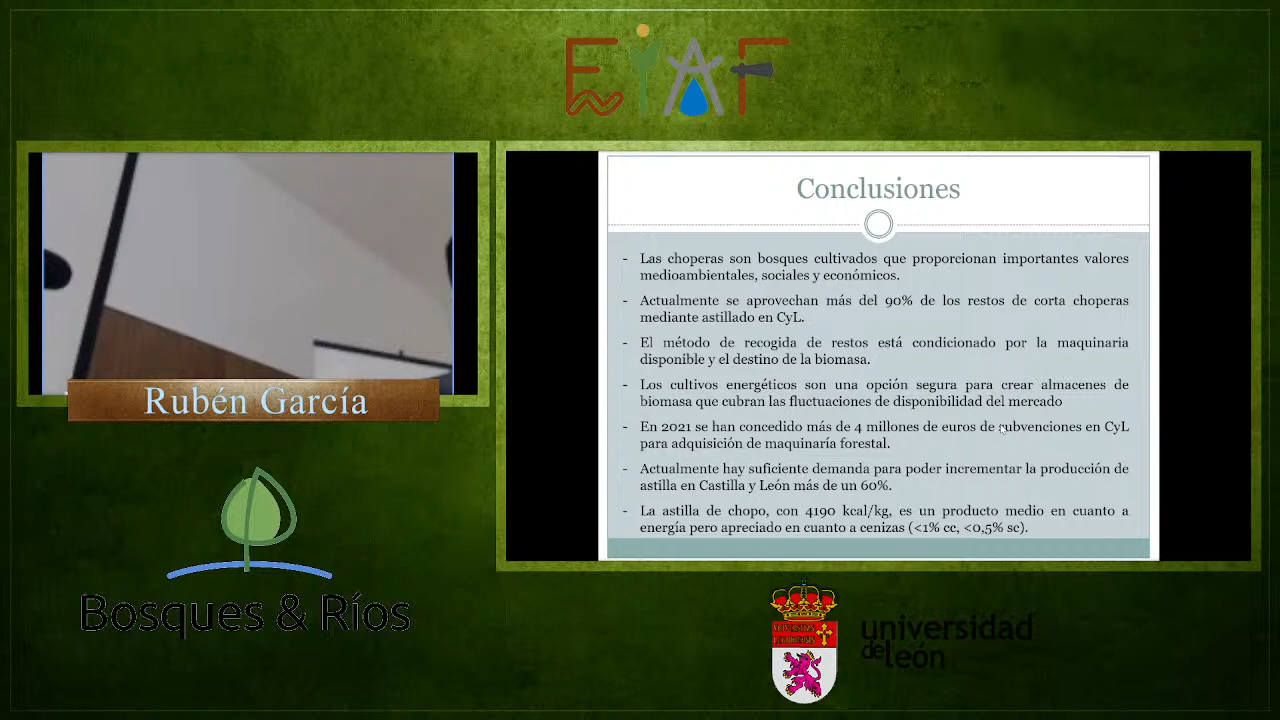 EIAF
Conclusiones
- Las choperas son bosques cultivados que proporcionan importantes valores
medioambientales, sociales y económicos.
- Actualmente se aprovechan más del 90% de los restos de corta choperas
mediante astillado en CyL.
- El método de recogida de restos está condicionado por la maquinaria
disponible y el destino de la biomasa.
- Los cultivos energéticos son una opción segura para crear almacenes de
biomasa que cubran las fluctuaciones de disponibilidad del mercado
- En 2021 se han concedido más de 4 millones de euros de subvenciones en CyL
para adquisición de maquinaría forestal.
- Actualmente hay suficiente demanda para poder incrementar la producción de
astilla en Castilla y León más de un 60%.
- La astilla de chopo, con 4190 kcal/kg, es un producto medio en cuanto a
energía pero apreciado en cuanto a cenizas (<1% cc, <0,5% sc).
Rubén García
Bosques & Ríos
universidad
de león